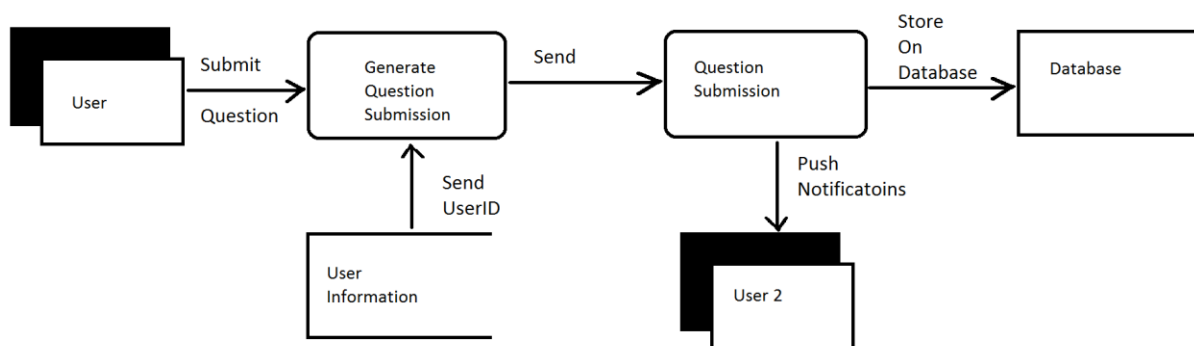 User
Submit
Question
Generate
Question
Submission
Send
Question
Submission
Store
On
Database
Database
Send
UserID
User
Information
Push
Notificatoins
User 2